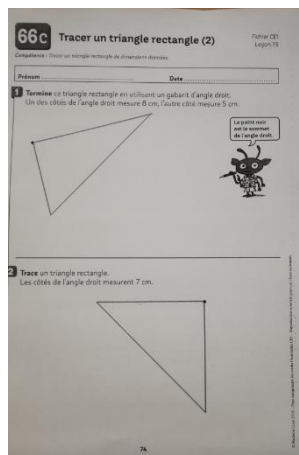 66c Tracer un triangle rectangle (2)
Fichier CE1
Leçon 76
Compétence : Tracer un triangle rectangle de dimensions données.
Prénom
Date
1 Termine ce triangle rectangle en utilisant un gabarit d'angle droit.
Un des côtés de l'angle droit mesure 8 cm, l'autre côté mesure 5 cm.
Le point noir
est le sommet
de l'angle droit.
2 Trace un triangle rectangle.
Les côtés de l'angle droit mesurent 7 cm.
74